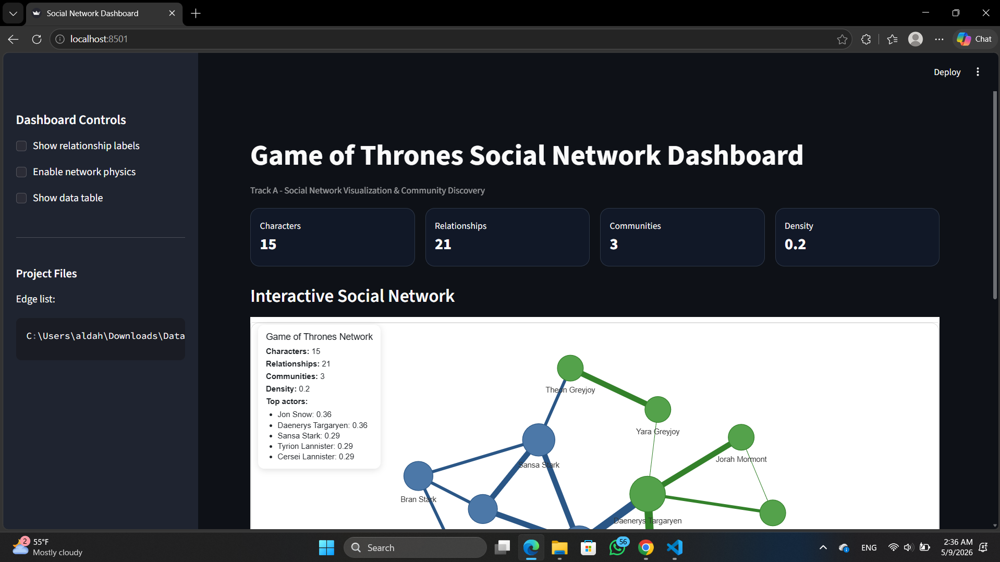 Social Network Dashboard
localhost:8501
Chat
Deploy
Dashboard Controls
Show relationship labels
Enable network physics
Show data table
Project Files
Edge list:
C:\Users\aldah\Downloads\Data
Game of Thrones Social Network Dashboard
Track A - Social Network Visualization & Community Discovery
Characters
15
Relationships
21
Communities
3
Density
0.2
Interactive Social Network
Game of Thrones Network
Characters: 15
Relationships: 21
Communities: 3
Density: 0.2
Top actors:
Jon Snow: 0.36
Daenerys Targaryen: 0.36
Sansa Stark: 0.29
Tyrion Lannister: 0.29
Cersei Lannister: 0.29
Theon Greyjoy
Yara Greyjoy
Jorah Mormont
Sansa Stark
Bran Stark
Daenerys Targaryen
2
55°F
Mostly cloudy
Search
56
ENG
2:36 AM
5/9/2026